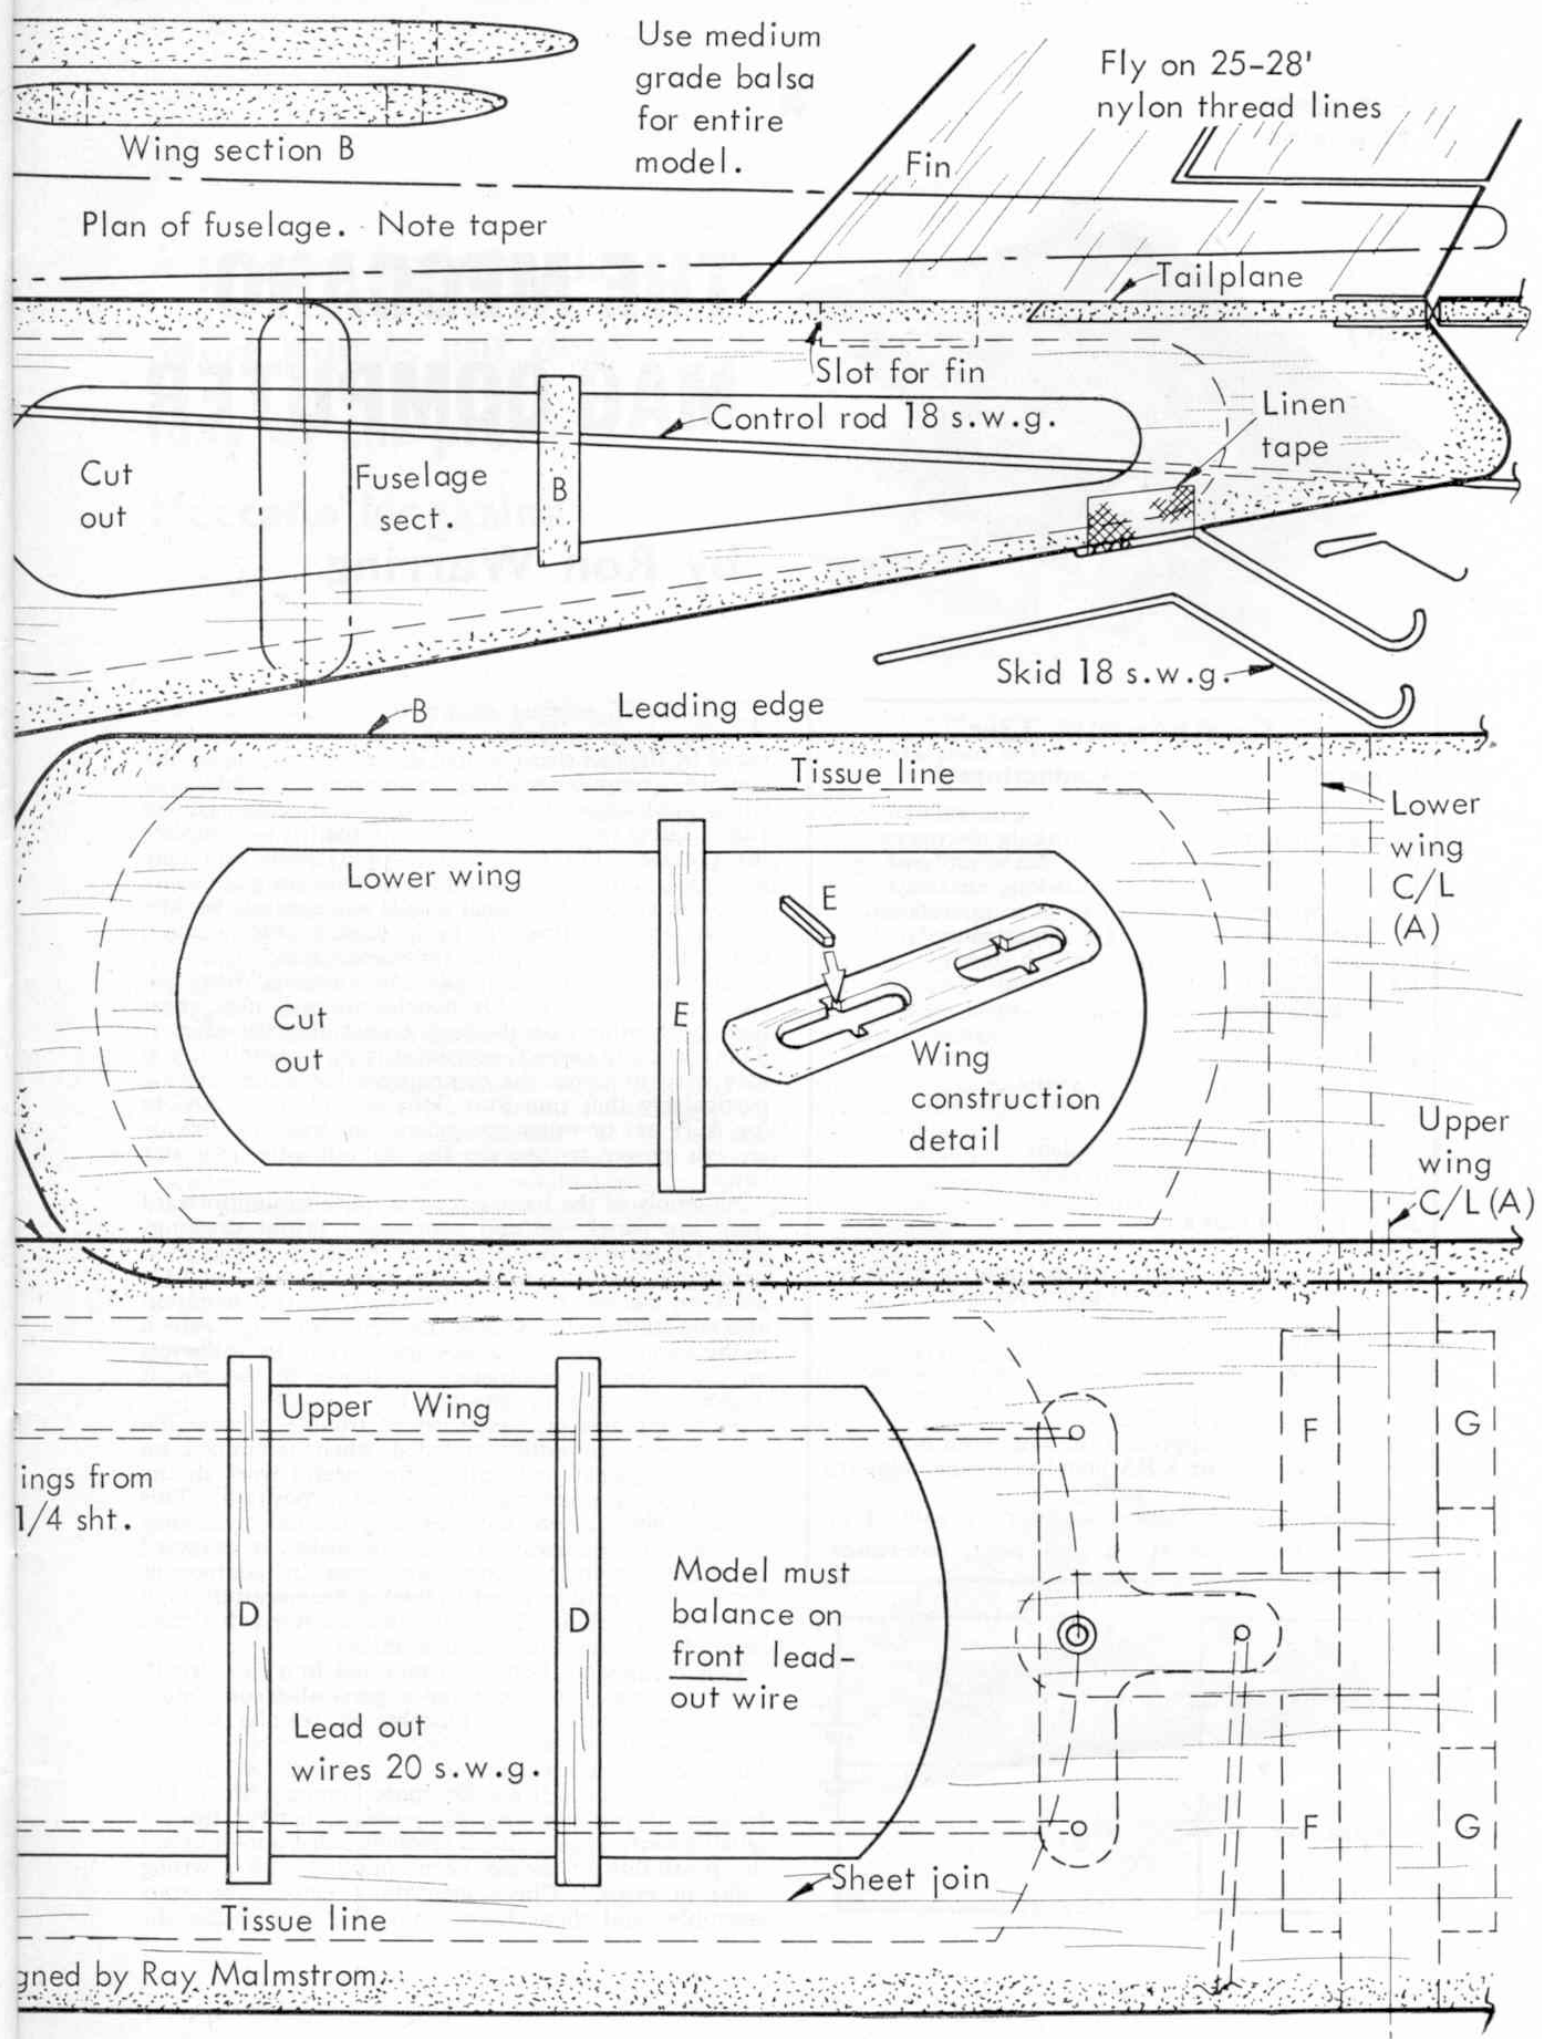 Use medium
grade balsa
for entire
model.
Fly on 25-28'
nylon thread lines
Wing section B
Fin
Plan of fuselage. Note taper
Tailplane
Slot for fin
Control rod 18 s.w.g.
Linen
tape
Cut
out
Fuselage
sect.
B
Skid 18 s.w.g.
B
Leading edge
Tissue line
Lower
wing
C/L
(A)
Lower wing
E
E
Cut
out
Wing
construction
detail
Upper
wing
C/L (A)
Upper Wing
F
G
ings from
1/4 sht.
D
D
Model must
balance on
front lead-
out wire
Lead out
wires 20 s.w.g.
F
G
Sheet join
Tissue line
gned by Ray Malmstrom.